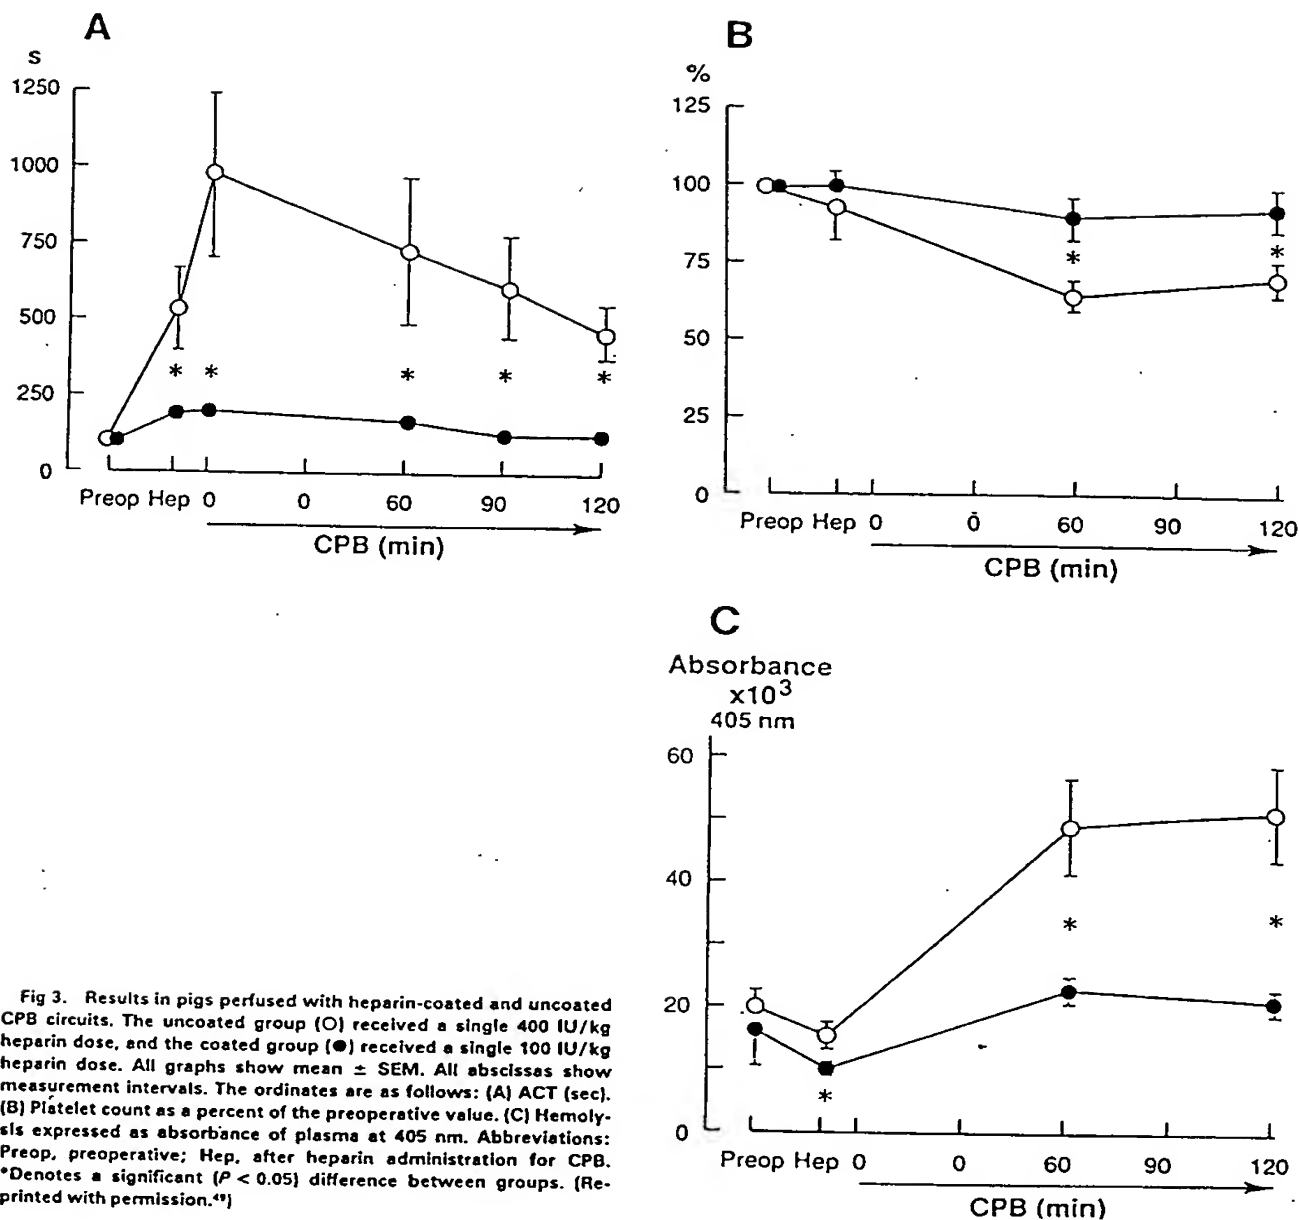 A
s
1250
1000
750
500
250
0
Preop Hep 0 0 60 90 120
CPB (min)
* * * * *
B
%
125
100
75
50
25
0
Preop Hep 0 0 60 90 120
CPB (min)
* *
C
Absorbance
x10³
405 nm
60
40
20
0
* * *
Preop Hep 0 0 60 90 120
CPB (min)
Fig 3. Results in pigs perfused with heparin-coated and uncoated
CPB circuits. The uncoated group (○) received a single 400 IU/kg
heparin dose, and the coated group (●) received a single 100 IU/kg
heparin dose. All graphs show mean ± SEM. All abscissas show
measurement intervals. The ordinates are as follows: (A) ACT (sec).
(B) Platelet count as a percent of the preoperative value. (C) Hemoly-
sis expressed as absorbance of plasma at 405 nm. Abbreviations:
Preop, preoperative; Hep, after heparin administration for CPB.
*Denotes a significant (P < 0.05) difference between groups. (Re-
printed with permission.⁴⁹)